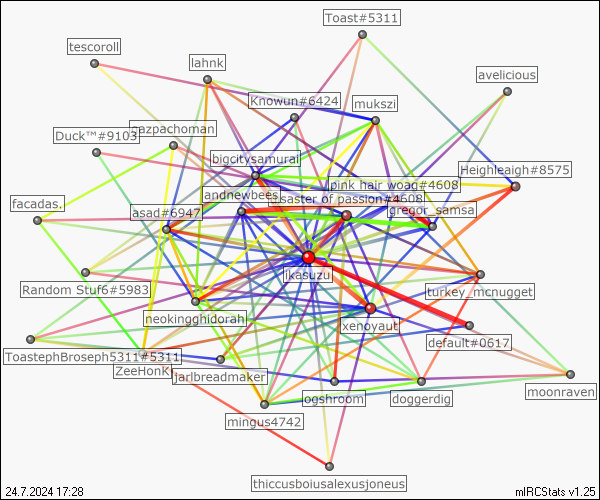 Toast#5311
tescoroll
lahnk
avelicious
Knowun#6424
mukszi
Duck™#9103
gazpachoman
bigcitysamurai
Heighleaigh#8575
pink hair woag#4608
andnewbees
disaster of passion#4608
facadas.
asad#6947
gregor_samsa
likasuzu
Random Stuf6#5983
turkey_mcnugget
neokingghidorah
xenoyaut
default#0617
ToastephBroseph5311#5311
ZeeHonk
jarlbreadmaker
ogshroom
doggerdig
moonraven
mingus4742
thiccusboiusalexusjoneus
24.7.2024 17:28
mIRCStats v1.25